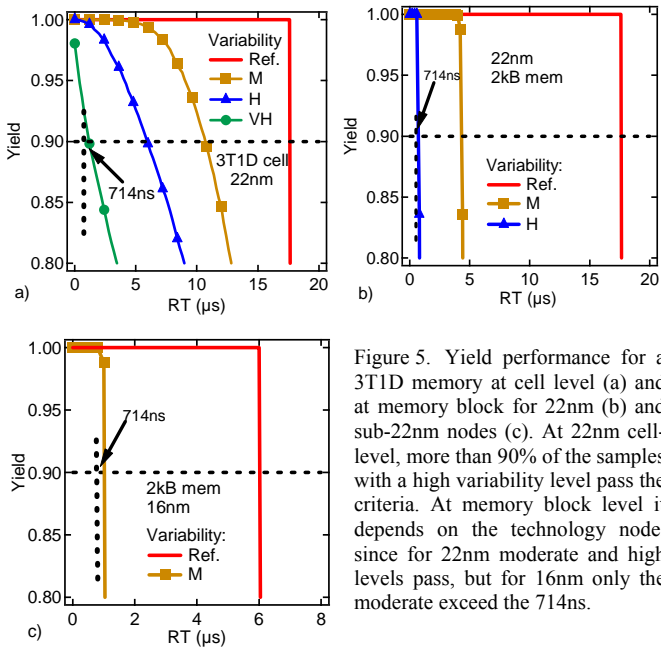 1.00
0.95
0.90
0.85
0.80
Yield
Variability
Ref.
M
H
VH
3T1D cell
22nm
714ns
0
5
10
15
20
RT (µs)
a)
1.00
0.95
0.90
0.85
0.80
Yield
22nm
2kB mem
714ns
Variability:
Ref.
M
H
0
5
10
15
20
RT (µs)
b)
1.00
0.95
0.90
0.85
0.80
Yield
714ns
2kB mem
16nm
Variability:
Ref.
M
0
2
4
6
8
RT (µs)
c)
Figure 5. Yield performance for a
3T1D memory at cell level (a) and
at memory block for 22nm (b) and
sub-22nm nodes (c). At 22nm cell-
level, more than 90% of the samples
with a high variability level pass the
criteria. At memory block level it
depends on the technology node,
since for 22nm moderate and high
levels pass, but for 16nm only the
moderate exceed the 714ns.